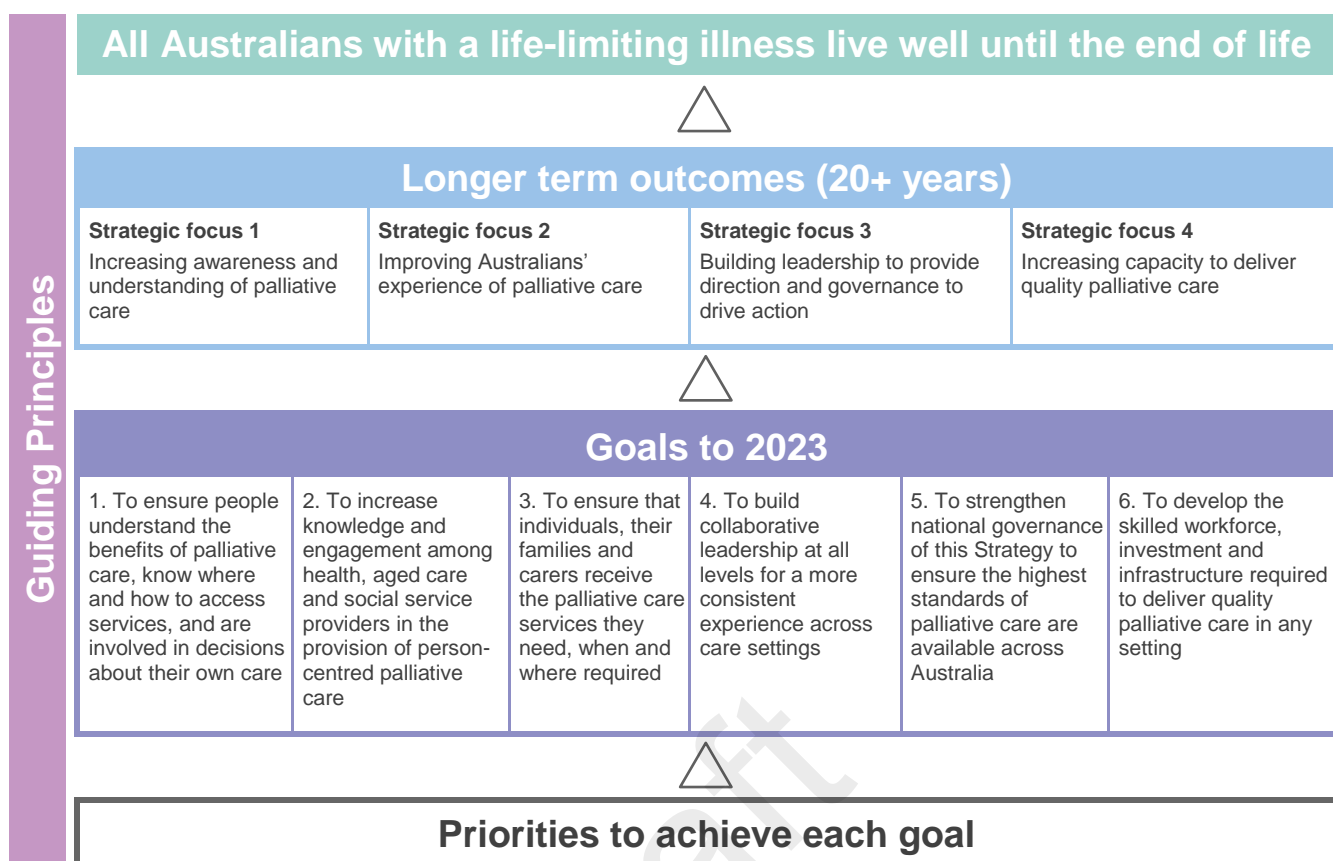 Guiding Principles
All Australians with a life-limiting illness live well until the end of life
Longer term outcomes (20+ years)
Strategic focus 1
Increasing awareness and
understanding of palliative
care
Strategic focus 2
Improving Australians’
experience of palliative care
Strategic focus 3
Building leadership to provide
direction and governance to
drive action
Strategic focus 4
Increasing capacity to deliver
quality palliative care
Goals to 2023
1. To ensure people
understand the
benefits of palliative
care, know where
and how to access
services, and are
involved in decisions
about their own care
2. To increase
knowledge and
engagement among
health, aged care
and social service
providers in the
provision of person-
centred palliative
care
3. To ensure that
individuals, their
families and
carers receive
the palliative care
services they
need, when and
where required
4. To build
collaborative
leadership at all
levels for a more
consistent
experience across
care settings
5. To strengthen
national governance
of this Strategy to
ensure the highest
standards of
palliative care are
available across
Australia
6. To develop the
skilled workforce,
investment and
infrastructure required
to deliver quality
palliative care in any
setting
Priorities to achieve each goal